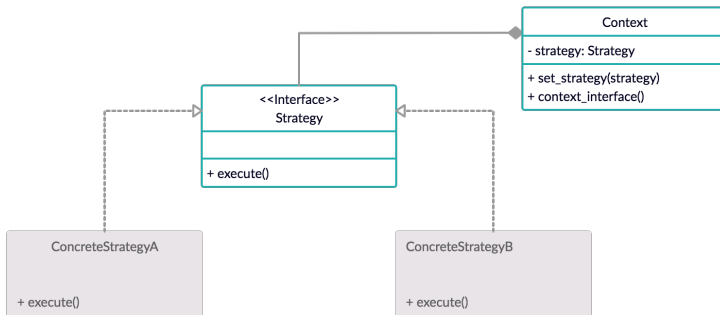 Context
- strategy: Strategy
+ set_strategy(strategy)
+ context_interface()
<<Interface>>
Strategy
+ execute()
ConcreteStrategyA
+ execute()
ConcreteStrategyB
+ execute()